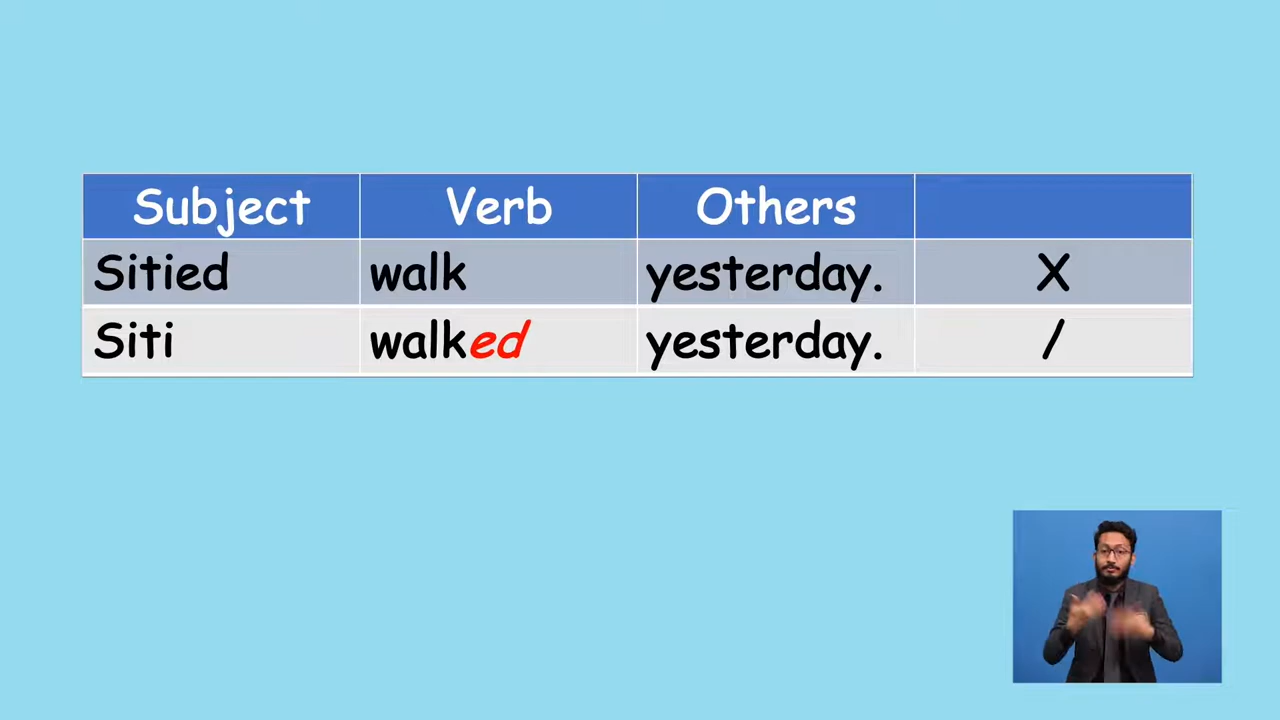 Subject Verb Others
Sitied walk yesterday. X
Siti walked yesterday. /